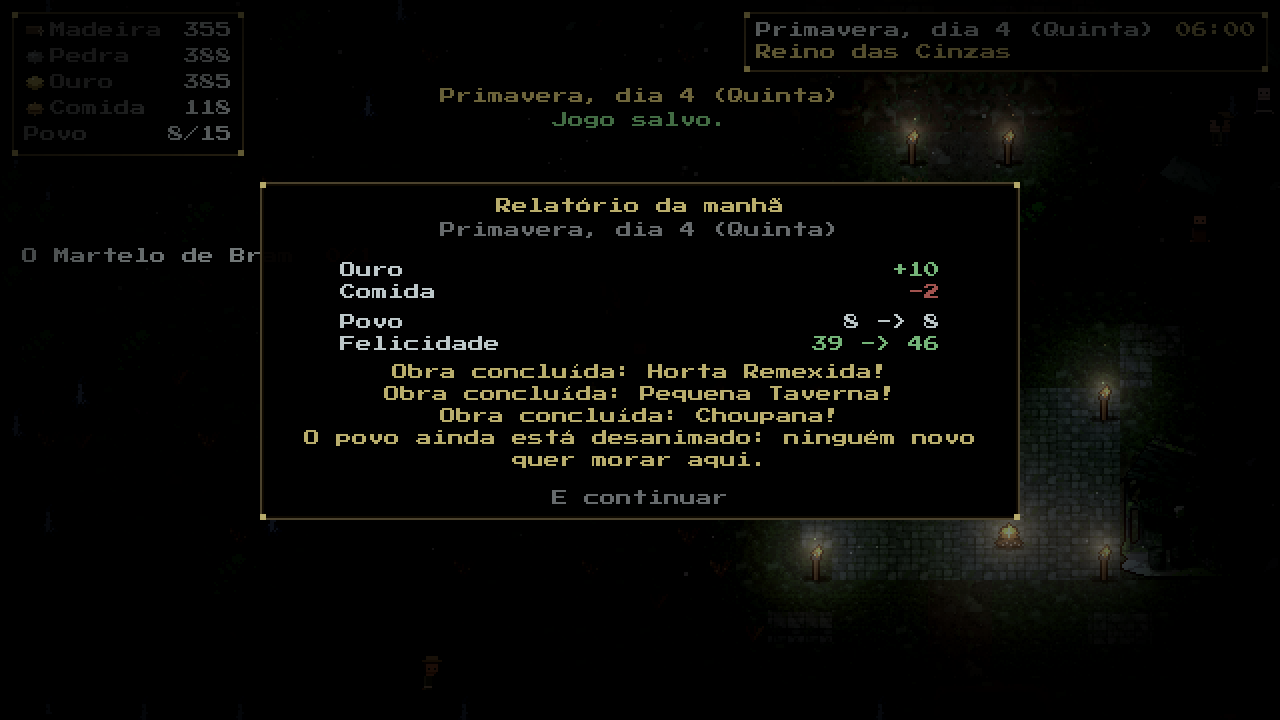 Madeira 355
Pedra 388
Ouro 385
Comida 118
Povo 8/15
Primavera, dia 4 (Quinta) 06:00
Reino das Cinzas
Primavera, dia 4 (Quinta)
Jogo salvo.
O Martelo de Br
Relatório da manhã
Primavera, dia 4 (Quinta)
Ouro +10
Comida -2
Povo 8 -> 8
Felicidade 39 -> 46
Obra concluída: Horta Remexida!
Obra concluída: Pequena Taverna!
Obra concluída: Choupana!
O povo ainda está desanimado: ninguém novo
quer morar aqui.
E continuar